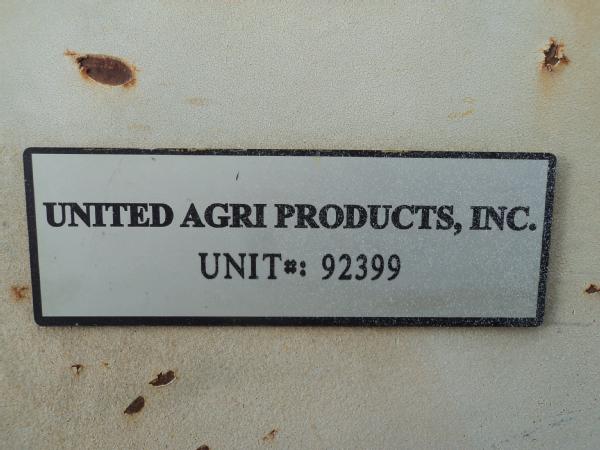 UNITED AGRI PRODUCTS, INC.
UNIT#: 92399